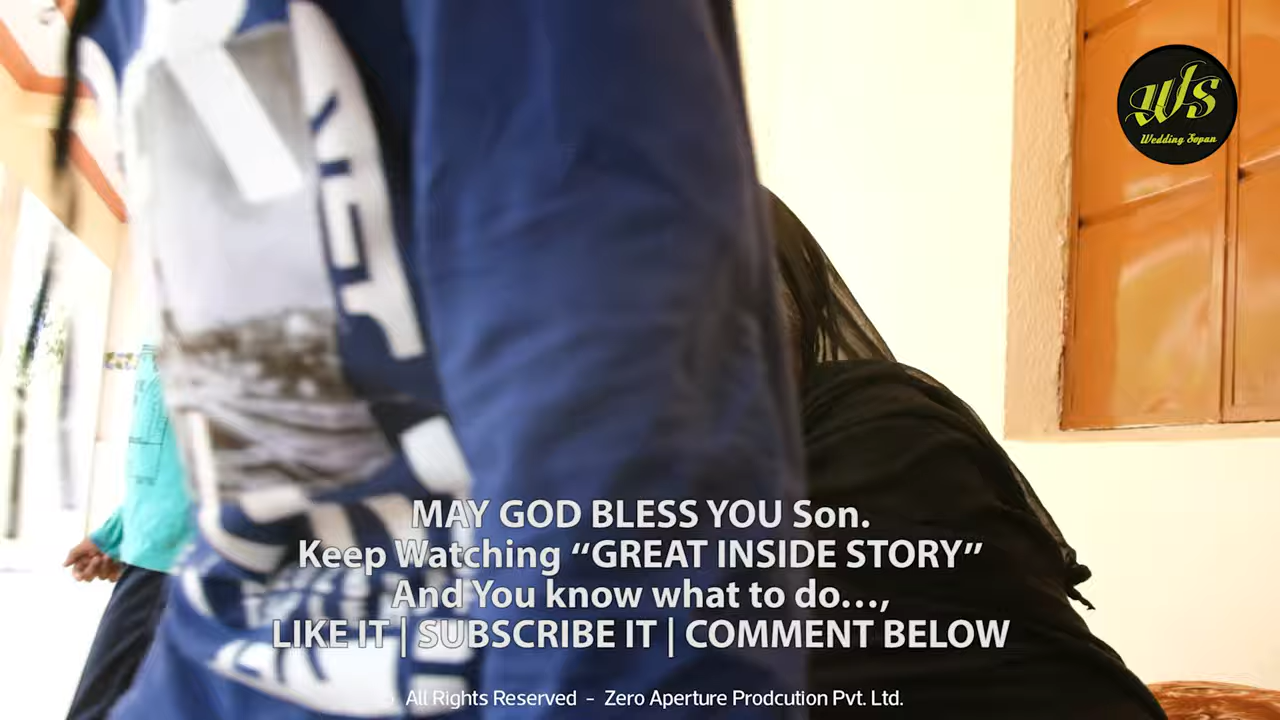 WS
Wedding Sopan
MAY GOD BLESS YOU Son.
Keep Watching “GREAT INSIDE STORY”
And You know what to do...,
LIKE IT | SUBSCRIBE IT | COMMENT BELOW
All Rights Reserved – Zero Aperture Prodcution Pvt. Ltd.